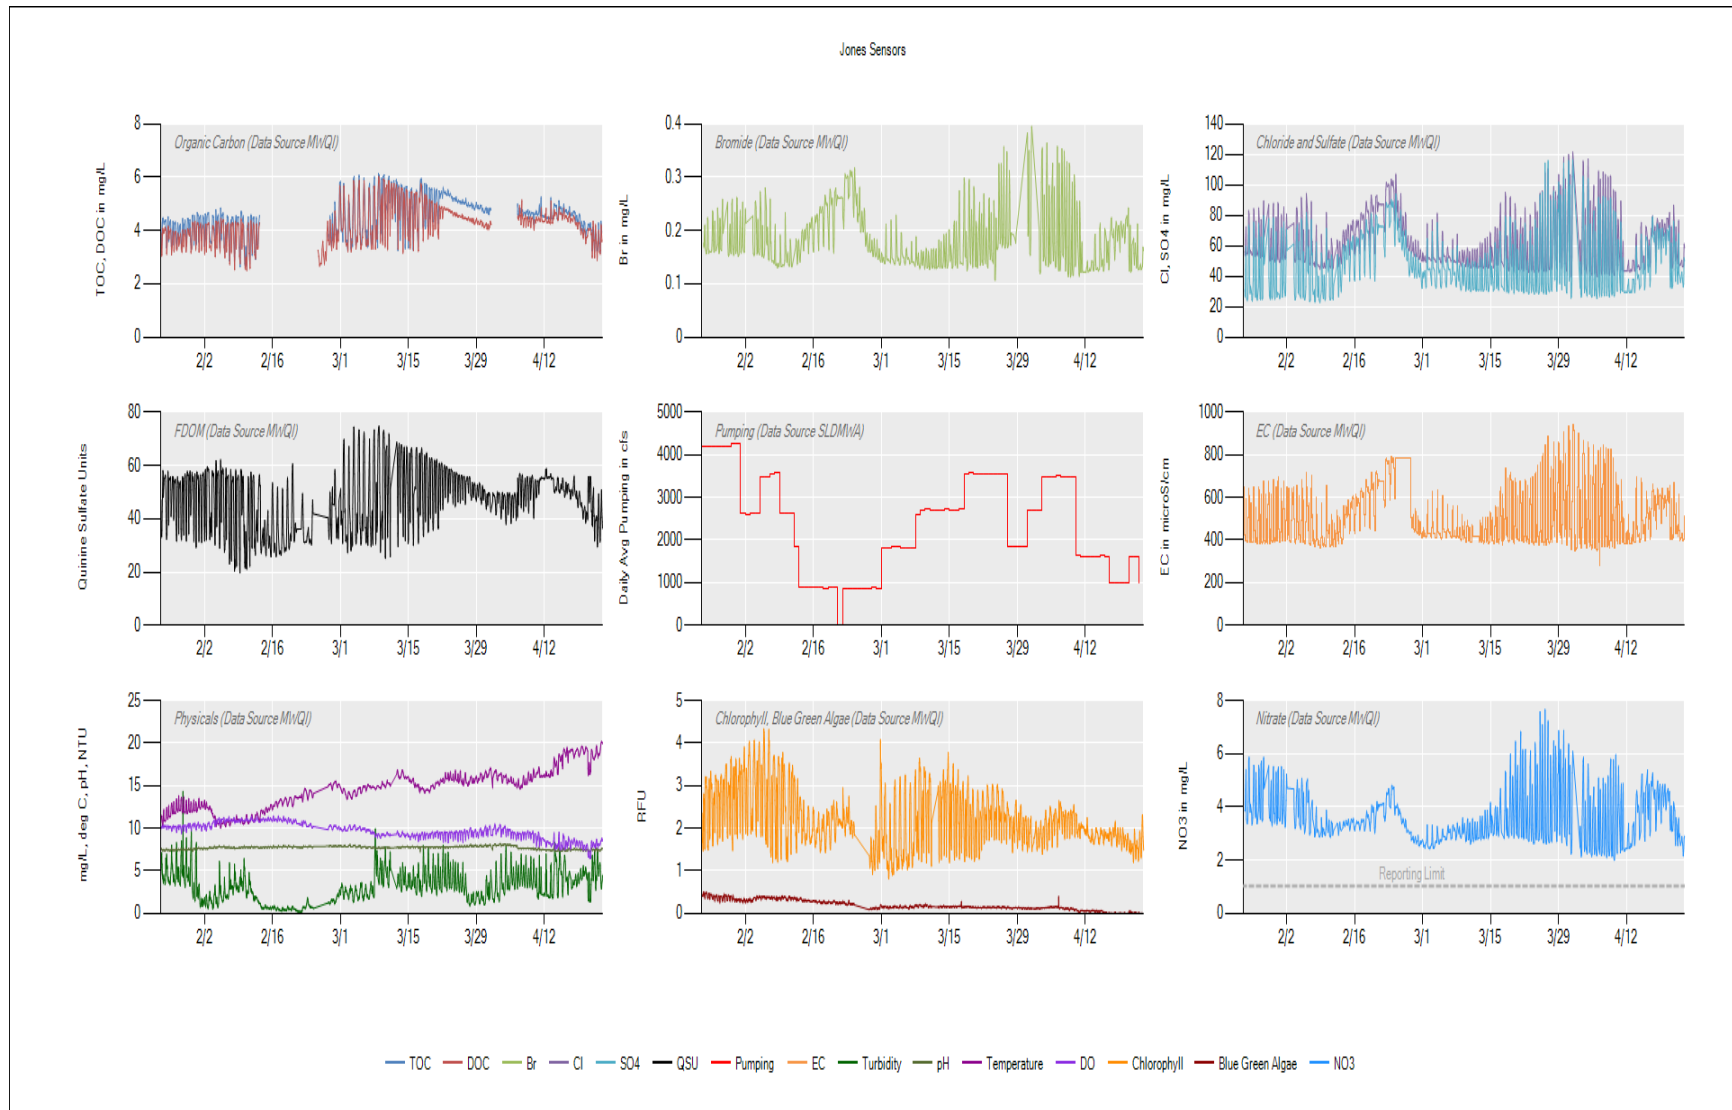 Jones Sensors
Organic Carbon (Data Source MWQI)
TOC, DOC in mg/L
8
6
4
2
0
2/2 2/16 3/1 3/15 3/29 4/12
Bromide (Data Source MWQI)
Br in mg/L
0.4
0.3
0.2
0.1
0
2/2 2/16 3/1 3/15 3/29 4/12
Chloride and Sulfate (Data Source MWQI)
Cl, SO4 in mg/L
140
120
100
80
60
40
20
0
2/2 2/16 3/1 3/15 3/29 4/12
FDOM (Data Source MWQI)
Quinine Sulfate Units
80
60
40
20
0
2/2 2/16 3/1 3/15 3/29 4/12
Pumping (Data Source SLDMWA)
Daily Avg Pumping in cfs
5000
4000
3000
2000
1000
0
2/2 2/16 3/1 3/15 3/29 4/12
EC (Data Source MWQI)
EC in microS/cm
1000
800
600
400
200
0
2/2 2/16 3/1 3/15 3/29 4/12
Physicals (Data Source MWQI)
mg/L, deg C, pH, NTU
25
20
15
10
5
0
2/2 2/16 3/1 3/15 3/29 4/12
Chlorophyll, Blue Green Algae (Data Source MWQI)
RFU
5
4
3
2
1
0
2/2 2/16 3/1 3/15 3/29 4/12
Nitrate (Data Source MWQI)
NO3 in mg/L
8
6
4
2
0
Reporting Limit
2/2 2/16 3/1 3/15 3/29 4/12
TOC DOC Br Cl SO4 QSU Pumping EC Turbidity pH Temperature DO Chlorophyll Blue Green Algae NO3